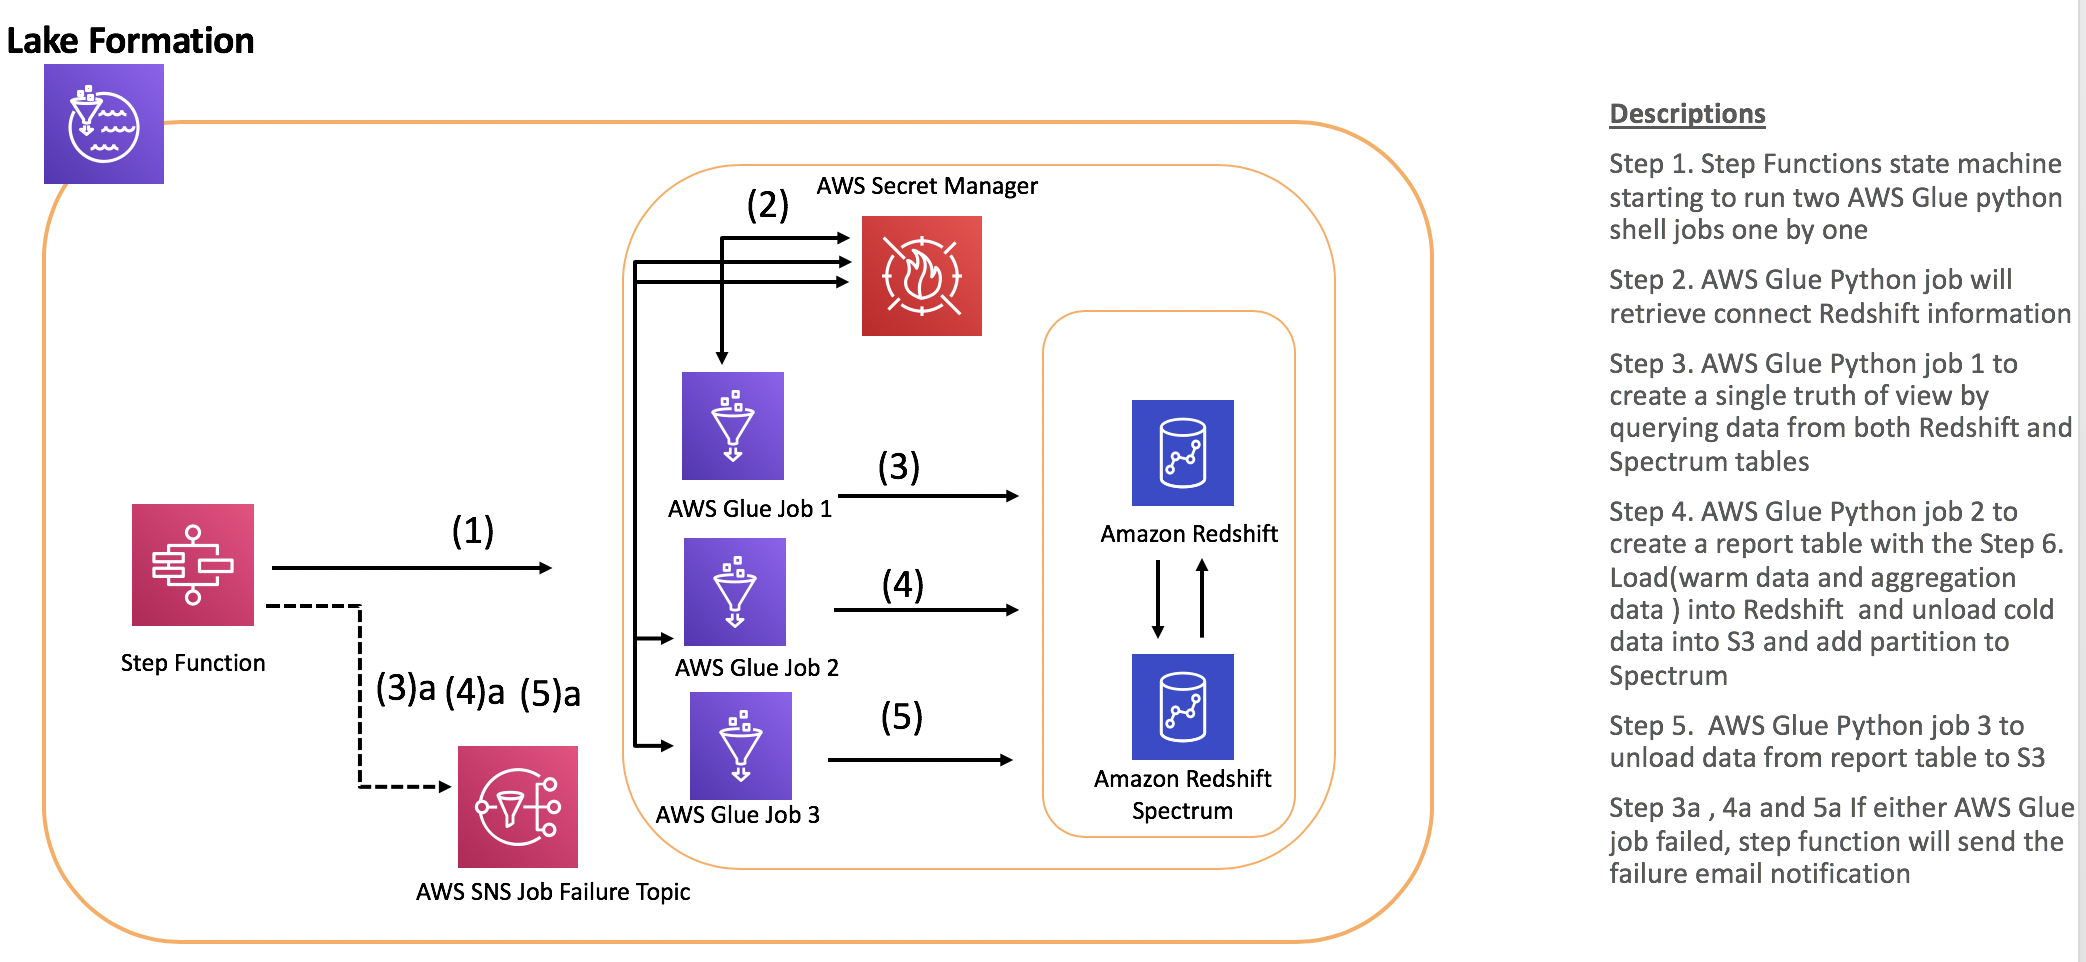 Lake Formation
AWS Secret Manager
(2)
AWS Glue Job 1
(3)
(1)
Step Function
AWS Glue Job 2
(4)
(3)a (4)a (5)a
AWS Glue Job 3
(5)
AWS SNS Job Failure Topic
Amazon Redshift
Amazon Redshift
Spectrum
Descriptions
Step 1. Step Functions state machine
starting to run two AWS Glue python
shell jobs one by one
Step 2. AWS Glue Python job will
retrieve connect Redshift information
Step 3. AWS Glue Python job 1 to
create a single truth of view by
querying data from both Redshift and
Spectrum tables
Step 4. AWS Glue Python job 2 to
create a report table with the Step 6.
Load(warm data and aggregation
data ) into Redshift  and unload cold
data into S3 and add partition to
Spectrum
Step 5.  AWS Glue Python job 3 to
unload data from report table to S3
Step 3a , 4a and 5a If either AWS Glue
job failed, step function will send the
failure email notification